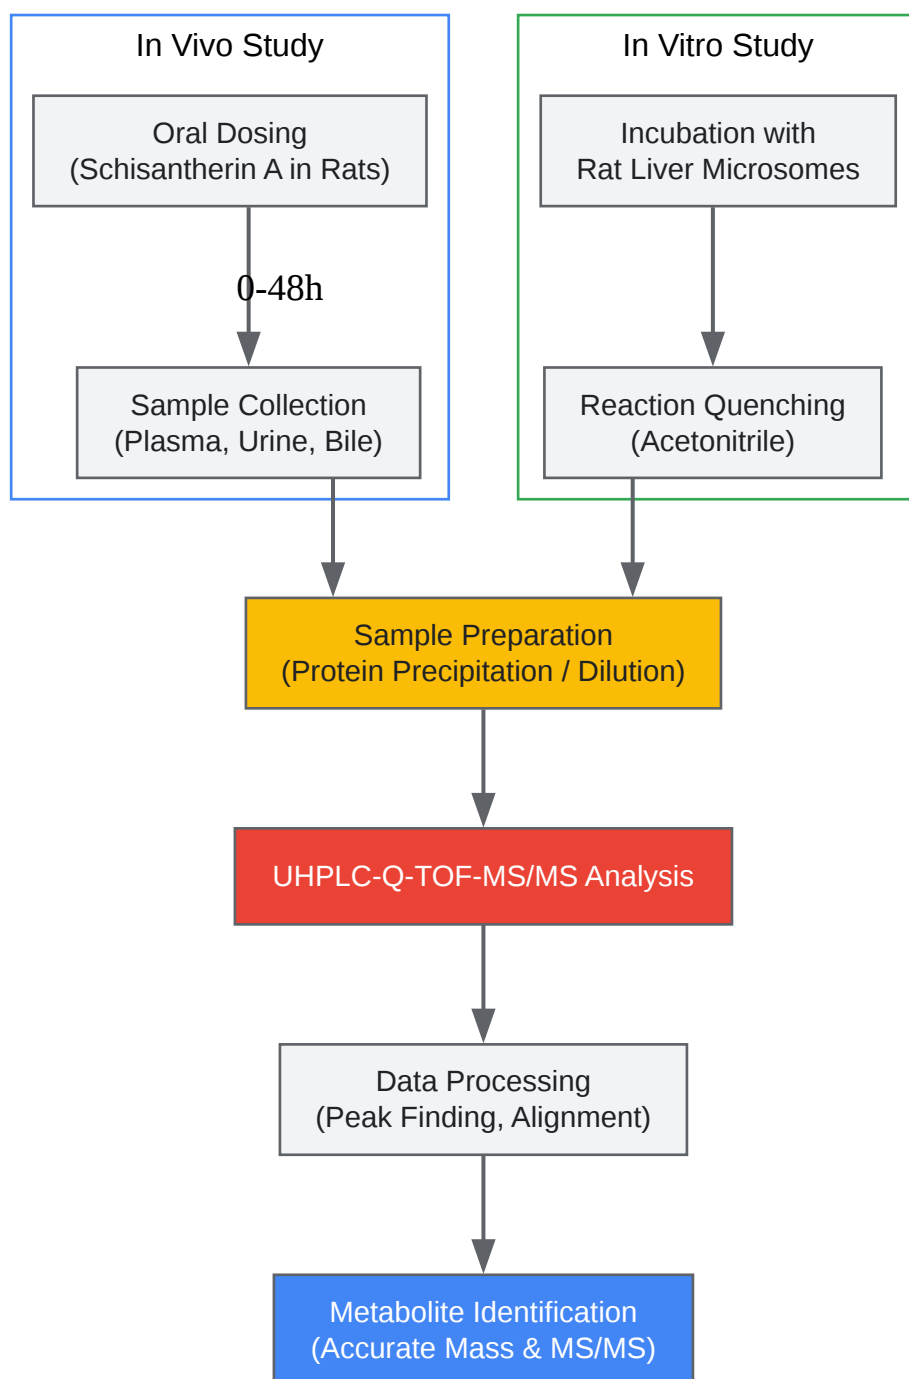 In Vivo Study
Oral Dosing
(Schisantherin A in Rats)
0-48h
Sample Collection
(Plasma, Urine, Bile)
In Vitro Study
Incubation with
Rat Liver Microsomes
Reaction Quenching
(Acetonitrile)
Sample Preparation
(Protein Precipitation / Dilution)
UHPLC-Q-TOF-MS/MS Analysis
Data Processing
(Peak Finding, Alignment)
Metabolite Identification
(Accurate Mass & MS/MS)